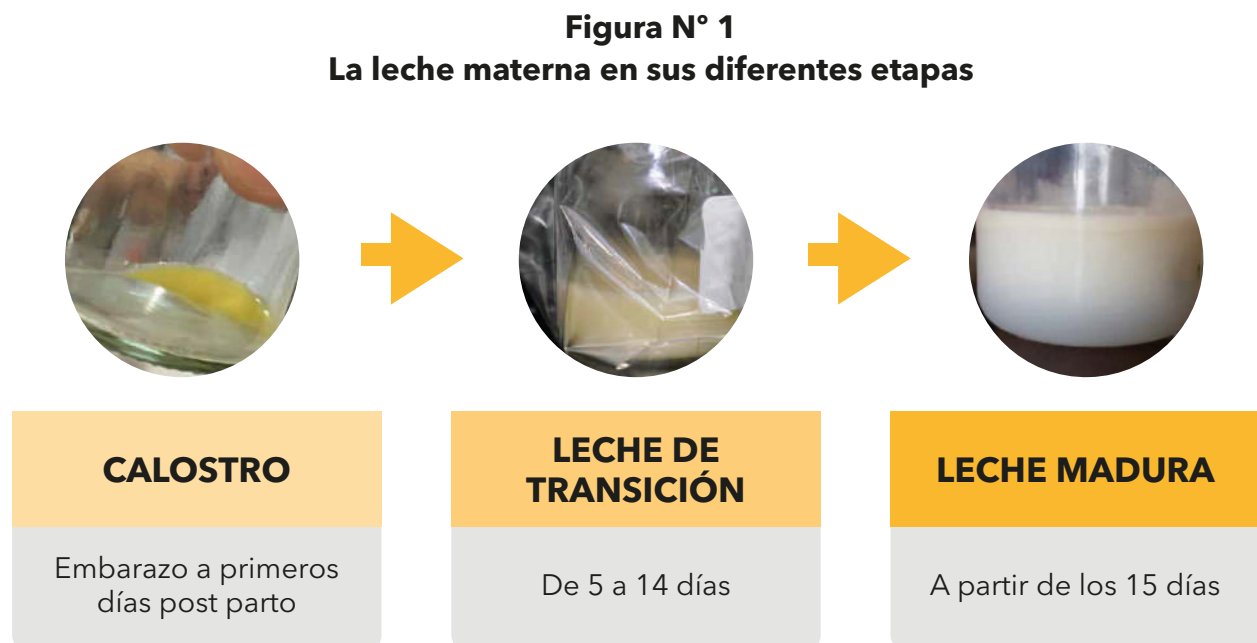 Figura N° 1
La leche materna en sus diferentes etapas
CALOSTRO
Embarazo a primeros
días post parto
LECHE DE
TRANSICIÓN
De 5 a 14 días
LECHE MADURA
A partir de los 15 días